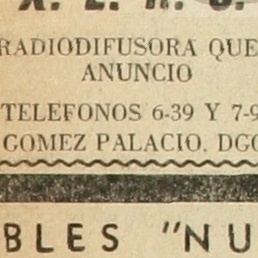 RADIODIFUSORA QUE
ANUNCIO
TELEFONOS 6-39 Y 7-9
GOMEZ PALACIO. DGO
BLES "NU